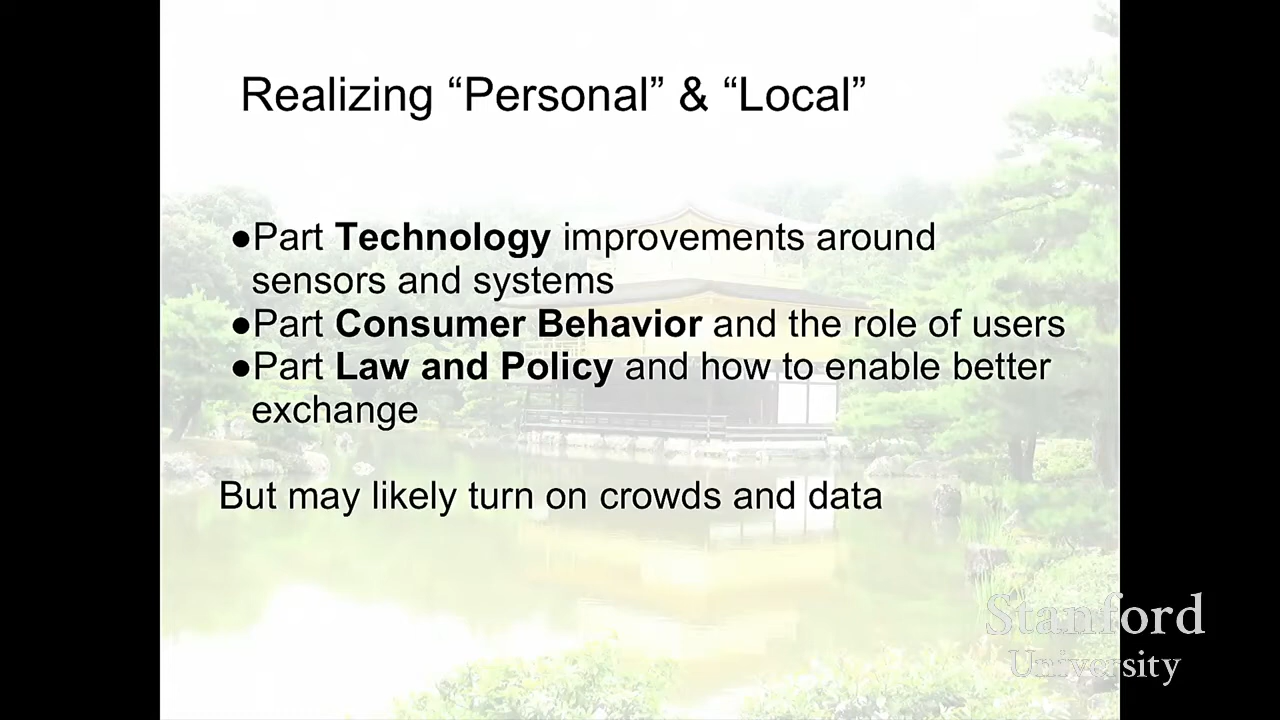 Realizing “Personal” & “Local”
●Part Technology improvements around
sensors and systems
●Part Consumer Behavior and the role of users
●Part Law and Policy and how to enable better
exchange
But may likely turn on crowds and data
Stanford
University